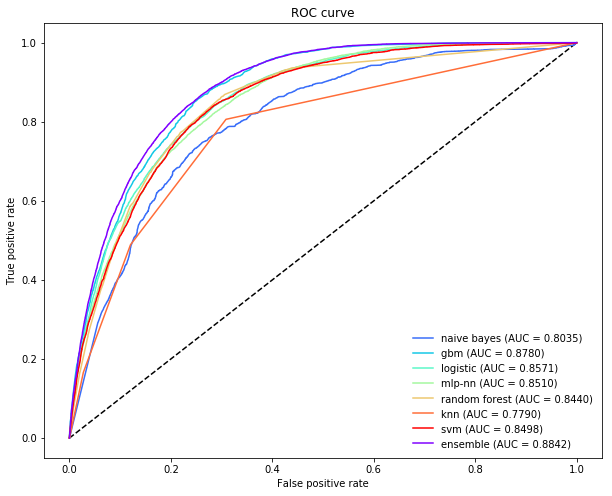 ROC curve
1.0
0.8
0.6
0.4
0.2
0.0
True positive rate
naive bayes (AUC = 0.8035)
gbm (AUC = 0.8780)
logistic (AUC = 0.8571)
mlp-nn (AUC = 0.8510)
random forest (AUC = 0.8440)
knn (AUC = 0.7790)
svm (AUC = 0.8498)
ensemble (AUC = 0.8842)
0.0 0.2 0.4 0.6 0.8 1.0
False positive rate